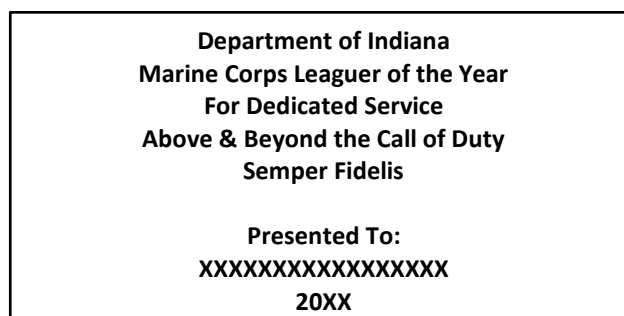 Department of Indiana
Marine Corps Leaguer of the Year
For Dedicated Service
Above & Beyond the Call of Duty
Semper Fidelis
Presented To:
XXXXXXXXXXXXXXXXX
20XX